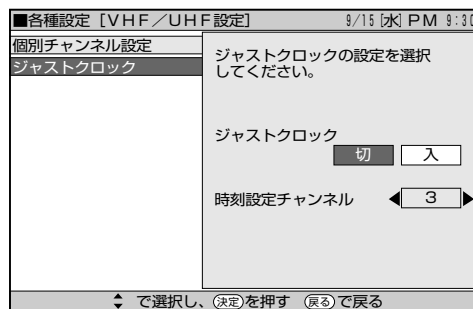 ■各種設定［VHF／UHF設定］ 9/15[水]PM 9:30
個別チャンネル設定
ジャストクロック
ジャストクロックの設定を選択
してください。
ジャストクロック
切 入
時刻設定チャンネル ◀ 3 ▶
で選択し、決定を押す 戻るで戻る